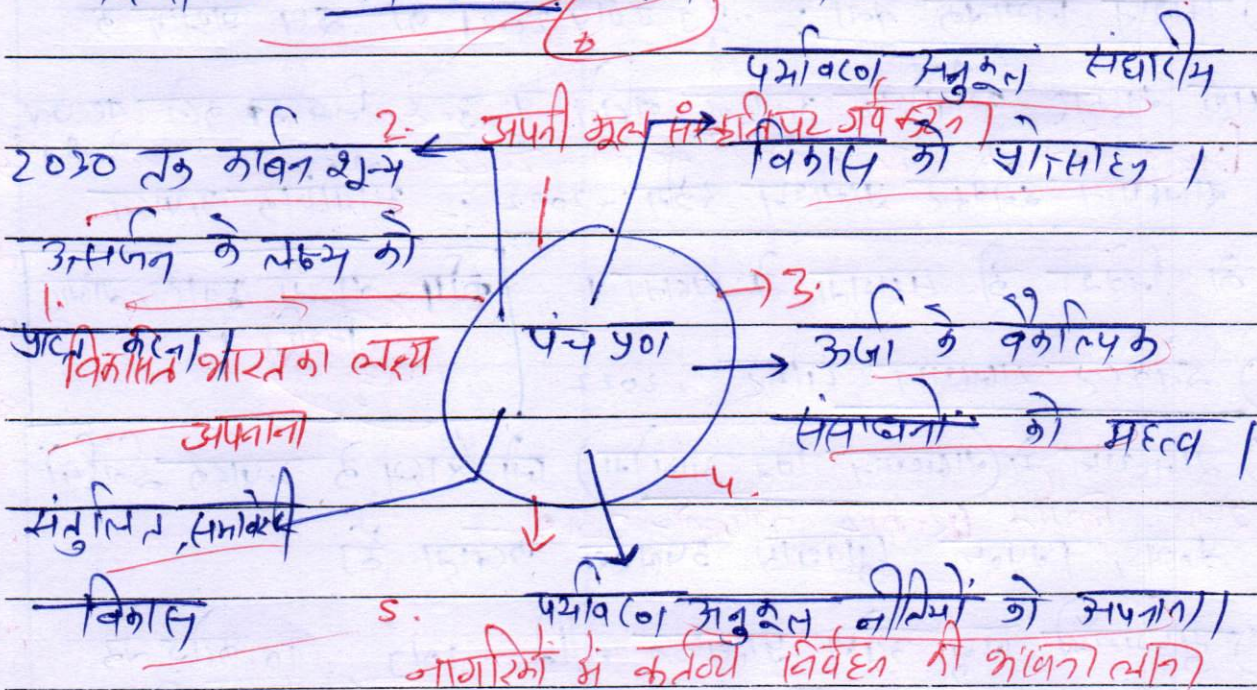 पर्यावरण अनुकूल संधारीय
2. अपनी मूल संस्कृति पर गर्व करना
विकास को प्रोत्साहन ।
2030 तक कार्बन शून्य
उत्सर्जन के लक्ष्य को
प्राप्त करना ।
1. विकसित भारत का लक्ष्य
अपनाना
पंच प्रण
3.
ऊर्जा के वैकल्पिक
संसाधनों को महत्व ।
4.
संतुलित, समावेशी
विकास
पर्यावरण अनुकूल नीतियों को अपनाना ।
5. नागरिकों में कर्तव्य निर्वहन की भावना लाना